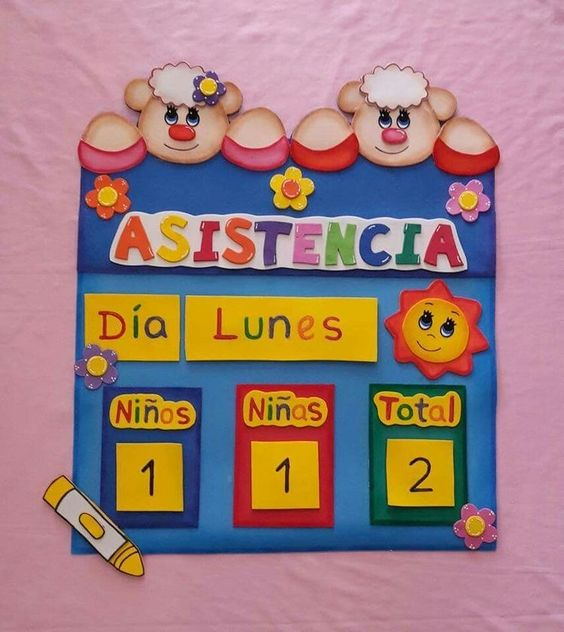 ASISTENCIA
Día Lunes
Niños Niñas Total
1 1 2